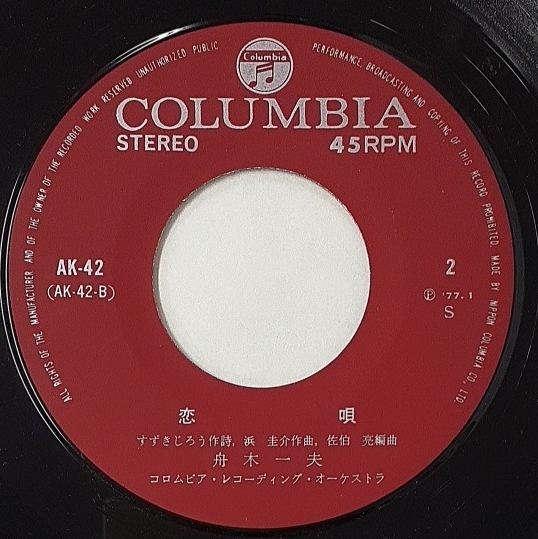 ALL RIGHTS OF THE MANUFACTURER AND OF THE OWNER OF THE RECORDED WORK RESERVED UNAUTHORIZED PUBLIC PERFORMANCE, BROADCASTING AND COPYING OF THIS RECORD PROHIBITED MADE BY NIPPON COLUMBIA CO., LTD.
Columbia
COLUMBIA
STEREO 45RPM
AK-42 2
(AK-42-B) Ⓟ '77.1
S
恋 唄
すずきじろう作詩, 浜 圭介作曲, 佐伯 亮編曲
舟木一夫
コロムビア・レコーディング・オーケストラ